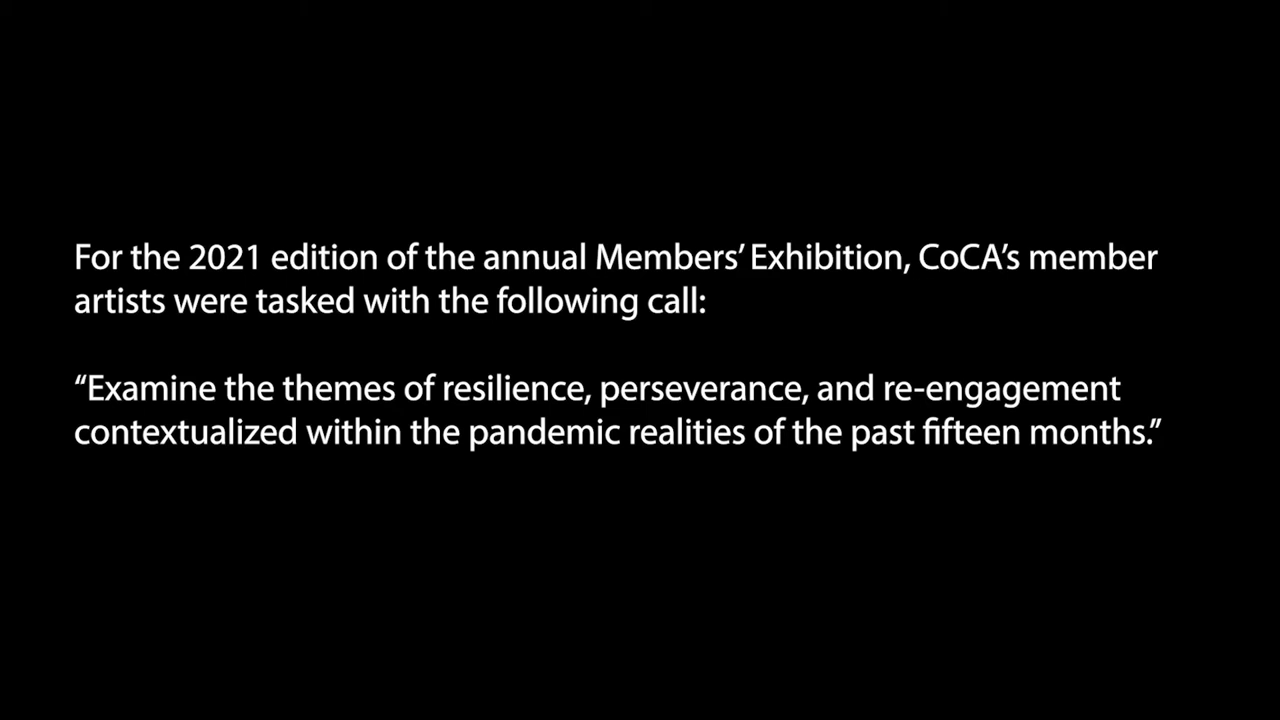 For the 2021 edition of the annual Members’ Exhibition, CoCA’s member
artists were tasked with the following call:
“Examine the themes of resilience, perseverance, and re-engagement
contextualized within the pandemic realities of the past fifteen months.”